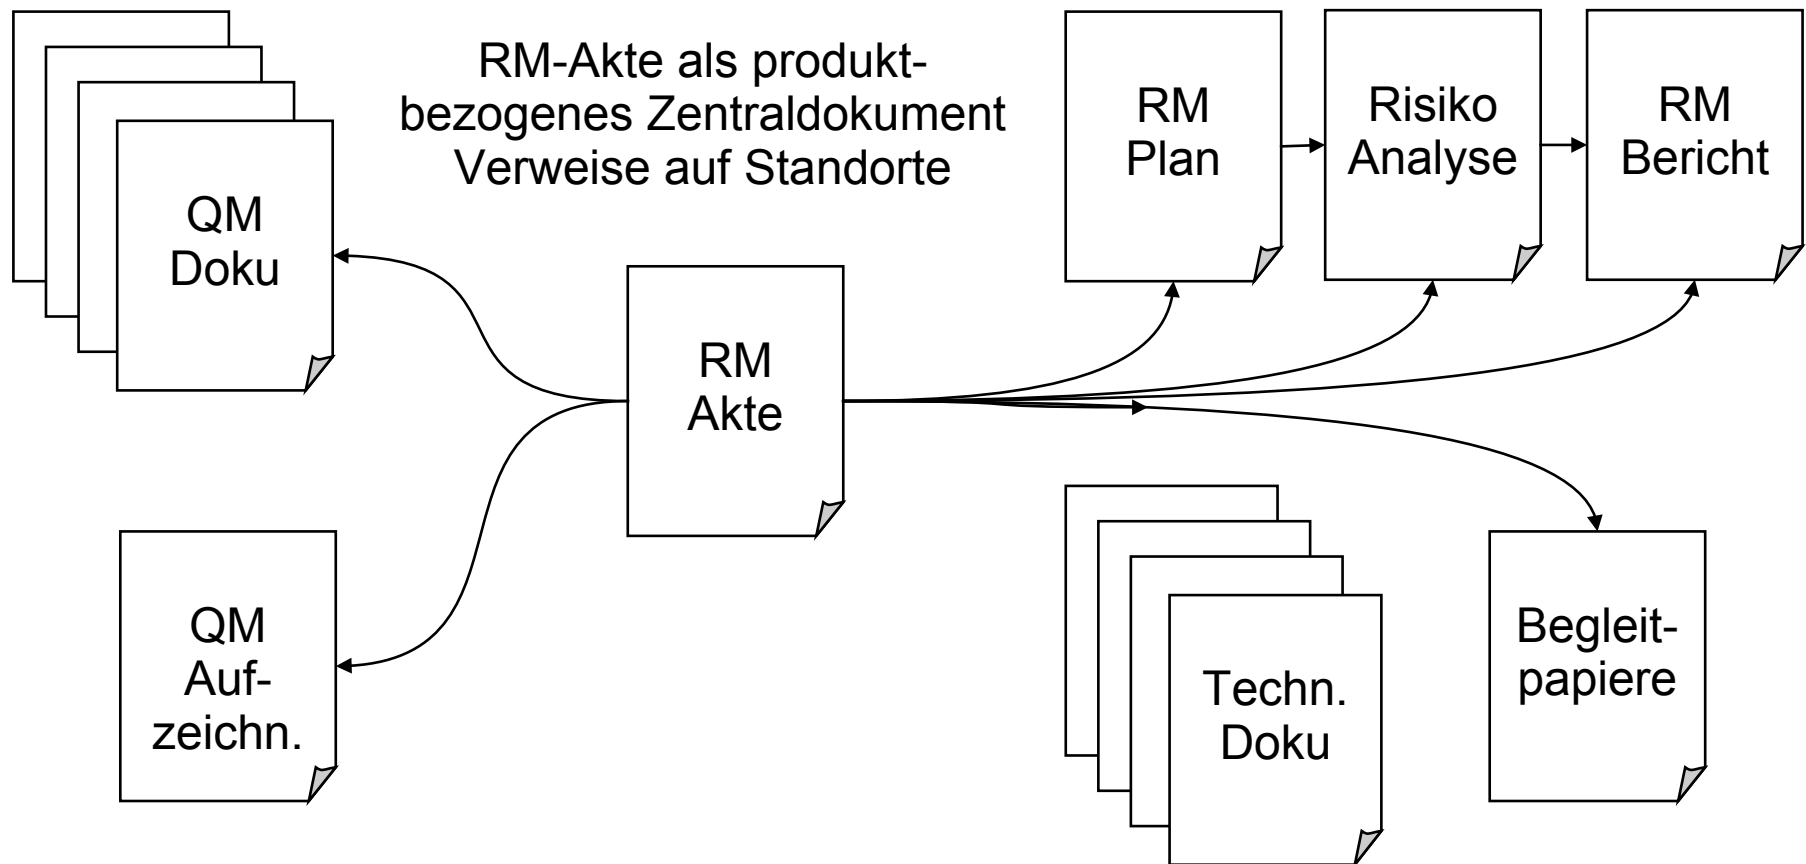 RM-Akte als produkt-
bezogenes Zentraldokument
Verweise auf Standorte
QM
Doku
RM
Plan
Risiko
Analyse
RM
Bericht
RM
Akte
QM
Auf-
zeichn.
Techn.
Doku
Begleit-
papiere